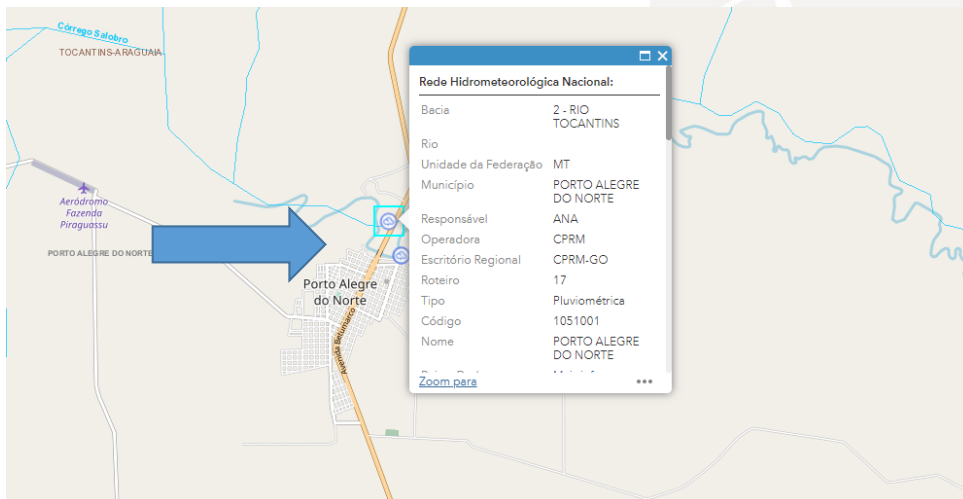 Córrego Salobro
TOCANTINS-ARAGUAIA
Aeródromo
Fazenda
Piraguassu
PORTO ALEGRE DO NORTE
Porto Alegre
do Norte
Avenida Betumarco
Rede Hidrometeorológica Nacional:
Bacia 2 - RIO
TOCANTINS
Rio
Unidade da Federação MT
Município PORTO ALEGRE
DO NORTE
Responsável ANA
Operadora CPRM
Escritório Regional CPRM-GO
Roteiro 17
Tipo Pluviométrica
Código 1051001
Nome PORTO ALEGRE
DO NORTE
Zoom para